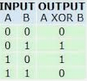 INPUT OUTPUT
A B A XOR B
0 0 0
0 1 1
1 0 1
1 1 0